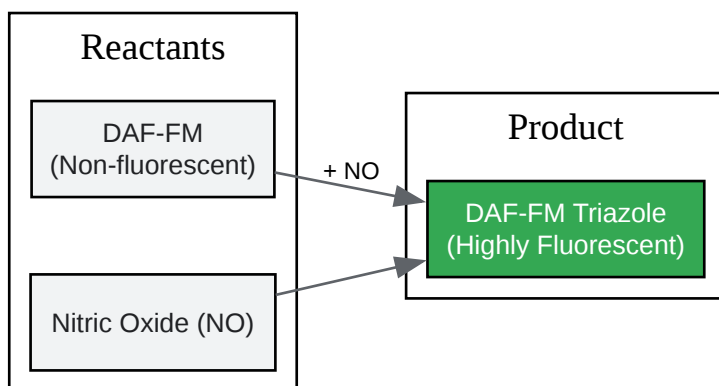 Reactants
DAF-FM
(Non-fluorescent)
Nitric Oxide (NO)
+ NO
Product
DAF-FM Triazole
(Highly Fluorescent)